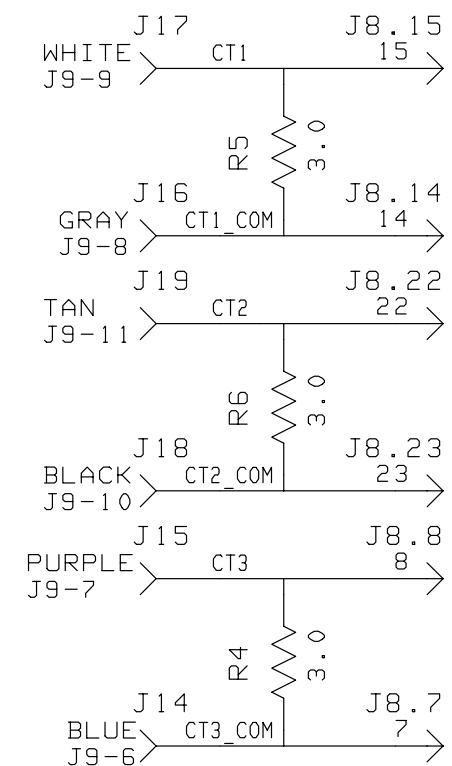 J17 J8.15
WHITE CT1 15
J9-9
R5 3.0
J16 J8.14
GRAY CT1_COM 14
J9-8
J19 J8.22
TAN CT2 22
J9-11
R6 3.0
J18 J8.23
BLACK CT2_COM 23
J9-10
J15 J8.8
PURPLE CT3 8
J9-7
R4 3.0
J14 J8.7
BLUE CT3_COM 7
J9-6